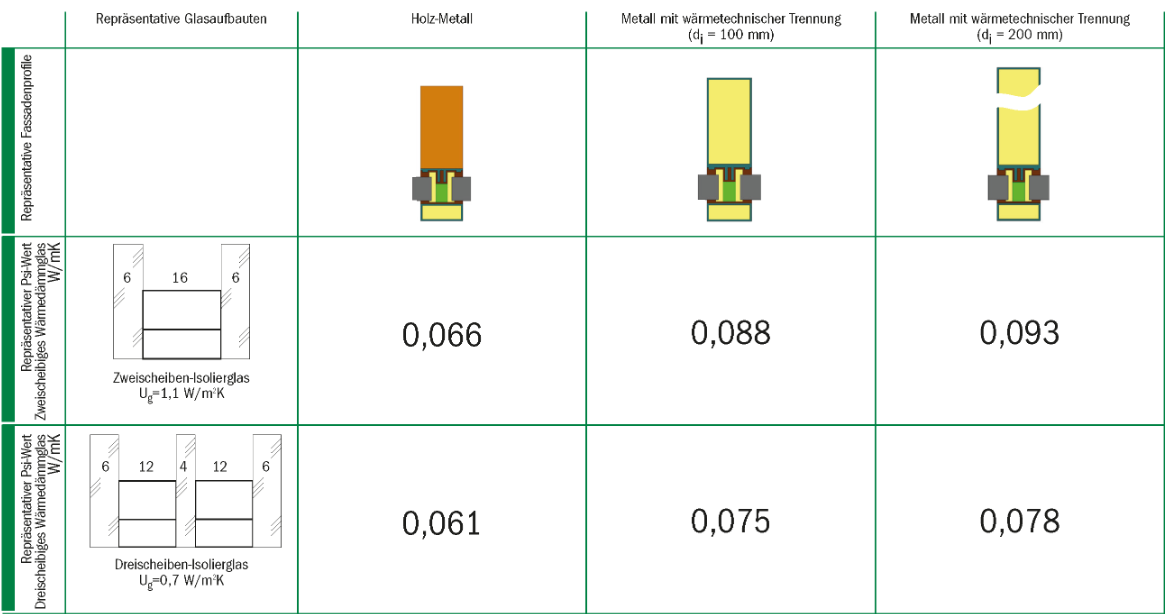 Repräsentative Glasaufbauten
Holz-Metall
Metall mit wärmetechnischer Trennung
(di = 100 mm)
Metall mit wärmetechnischer Trennung
(di = 200 mm)
Repräsentative Fassadenprofile
Repräsentativer Psi-Wert
Zweischeibiges Wärmedämmglas
W/mK
6 16 6
Zweischeiben-Isolierglas
Ug=1,1 W/m²K
0,066
0,088
0,093
Repräsentativer Psi-Wert
Dreischeibiges Wärmedämmglas
W/mK
6 12 4 12 6
Dreischeiben-Isolierglas
Ug=0,7 W/m²K
0,061
0,075
0,078